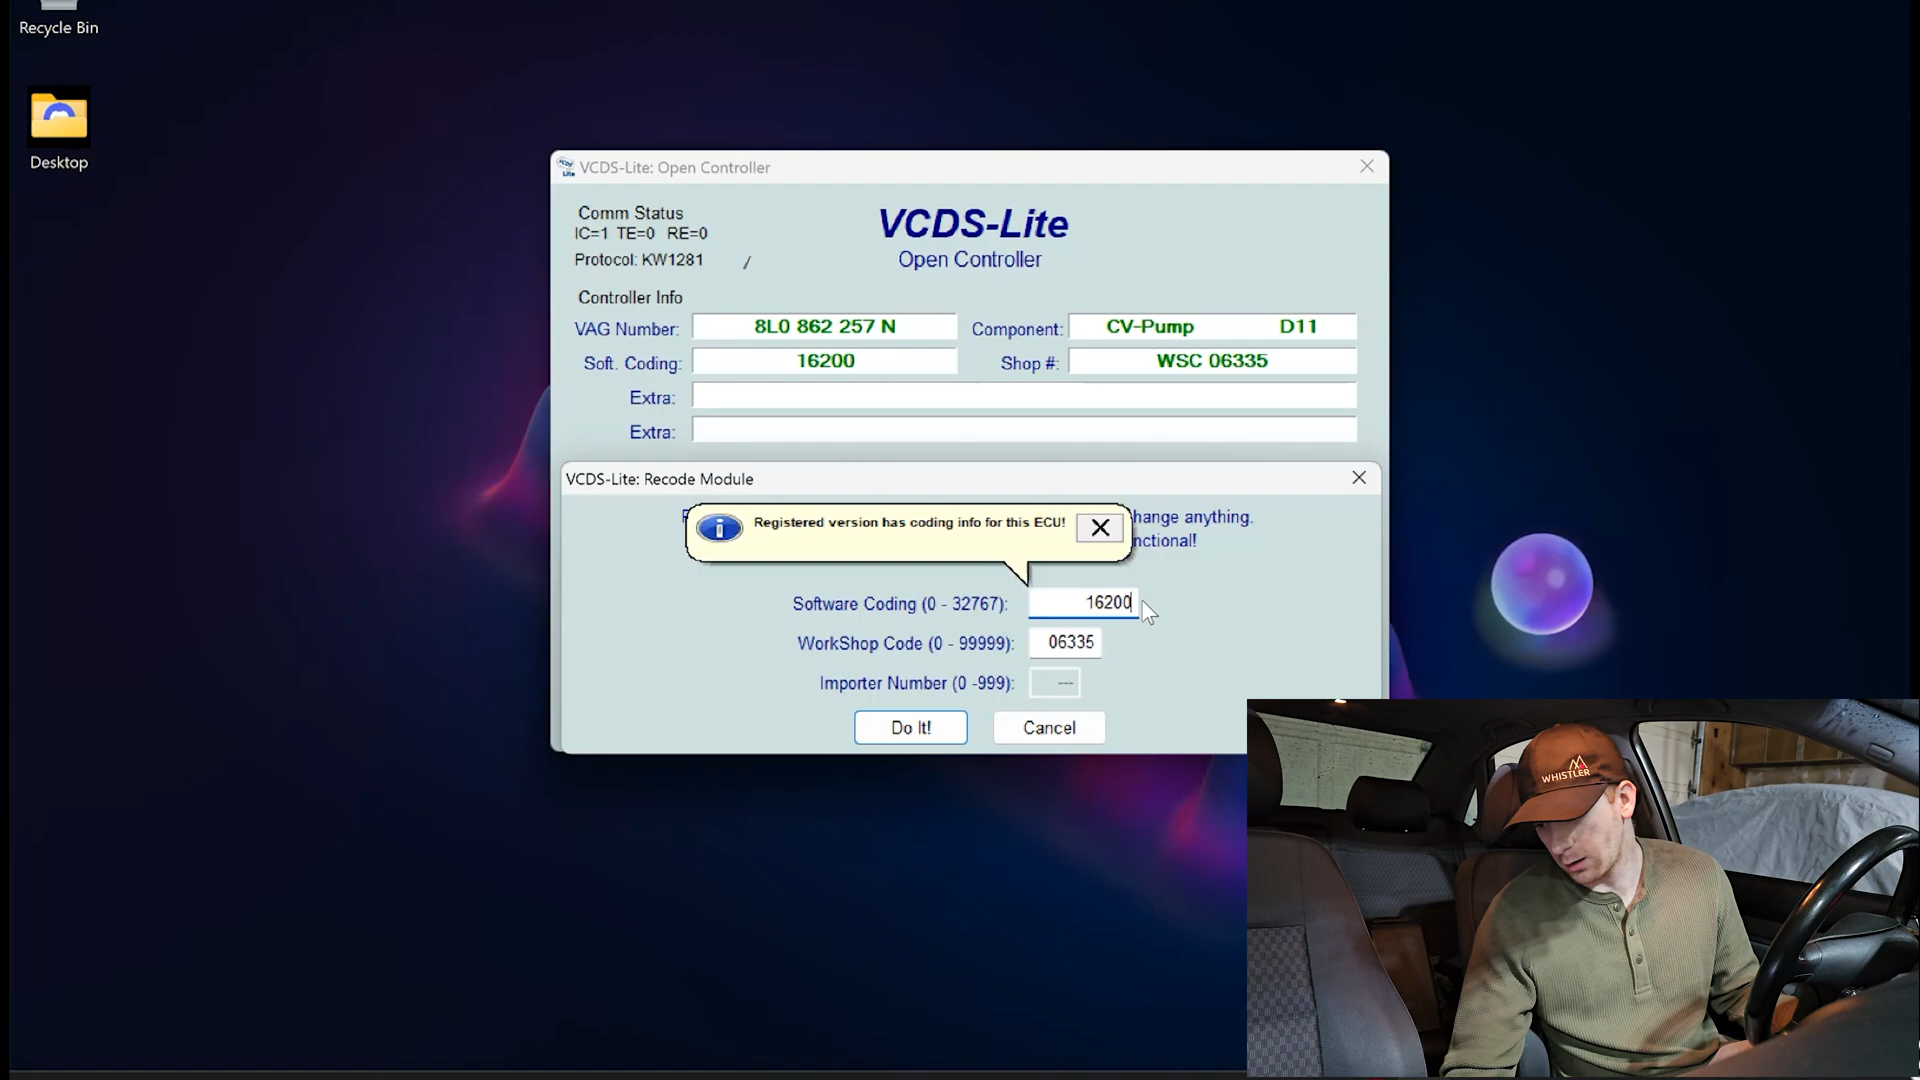 Recycle Bin
Desktop
VCDS-Lite: Open Controller
Comm Status
IC=1 TE=0 RE=0
Protocol: KW1281 /
VCDS-Lite
Open Controller
Controller Info
VAG Number: 8L0 862 257 N Component: CV-Pump D11
Soft. Coding: 16200 Shop #: WSC 06335
Extra:
Extra:
VCDS-Lite: Recode Module
Registered version has coding info for this ECU!
hange anything.
nctional!
Software Coding (0 - 32767): 16200
WorkShop Code (0 - 99999): 06335
Importer Number (0 -999): ---
Do It! Cancel
WHISTLER